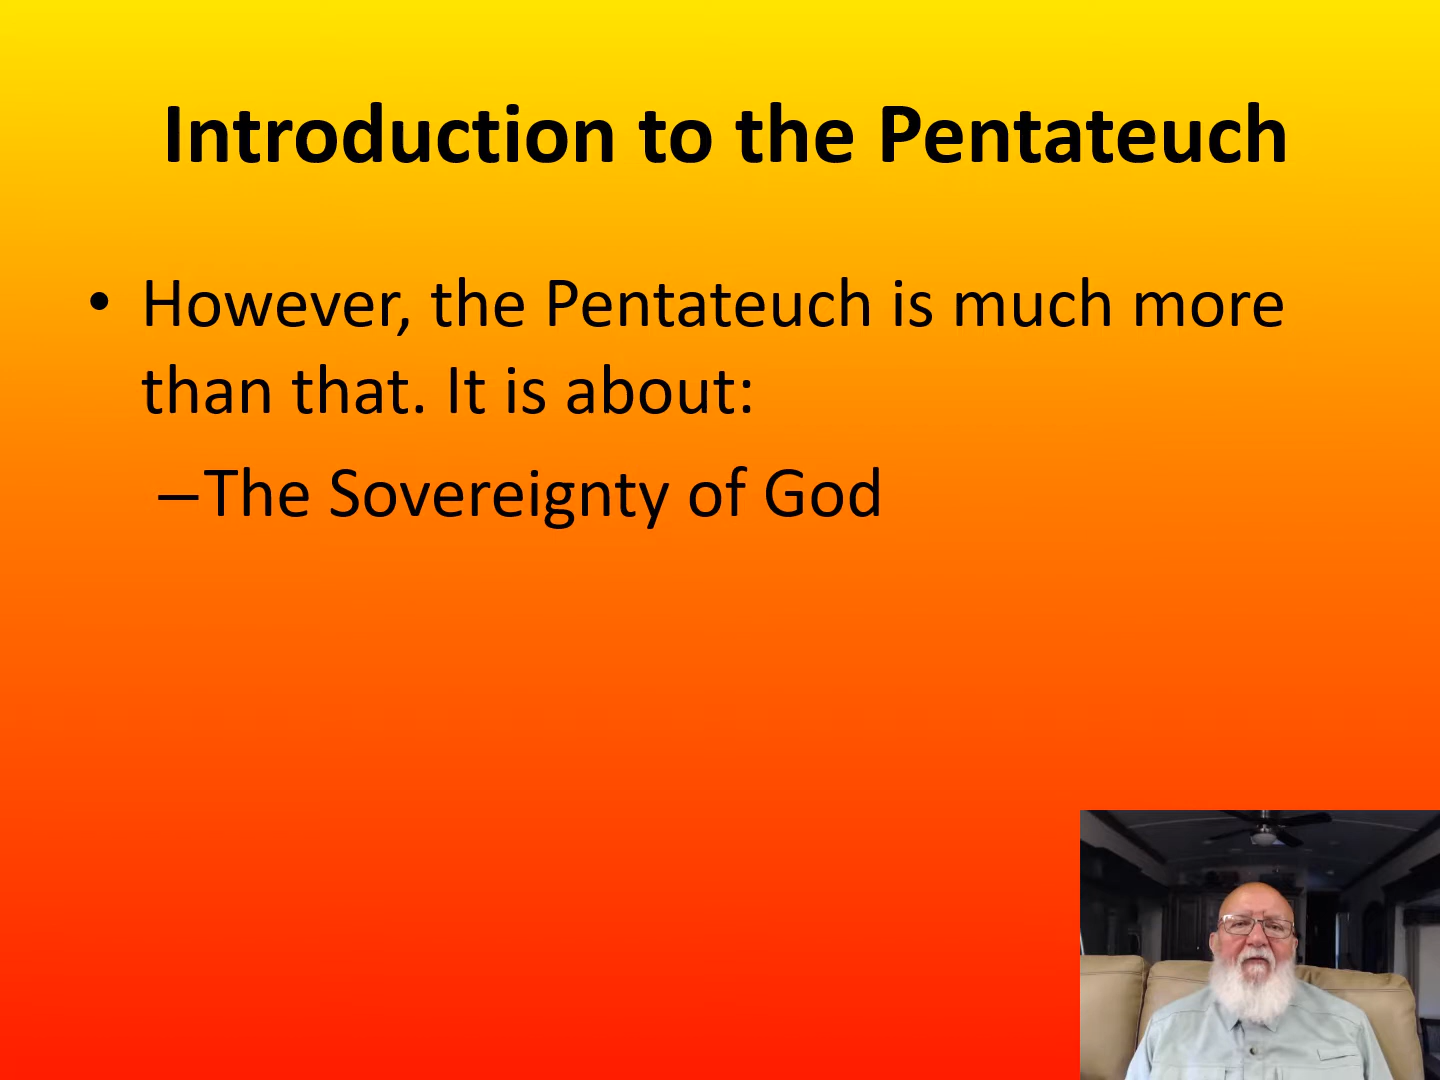 Introduction to the Pentateuch
• However, the Pentateuch is much more
than that. It is about:
–The Sovereignty of God